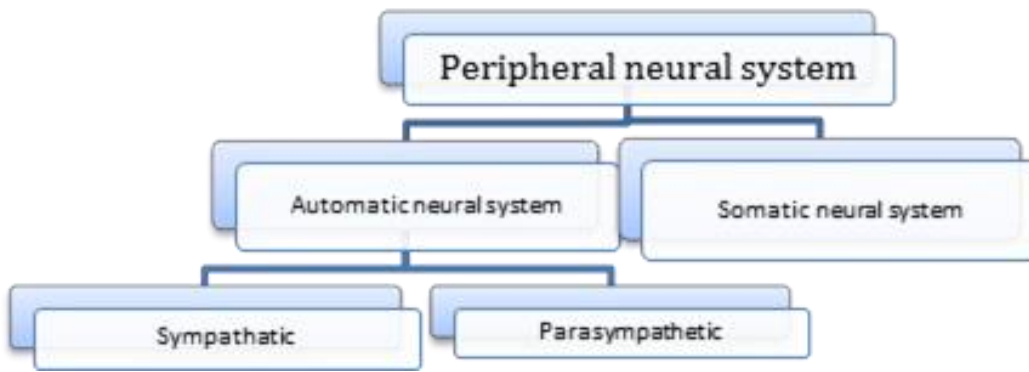 Peripheral neural system
Automatic neural system
Somatic neural system
Sympathatic
Parasympathetic